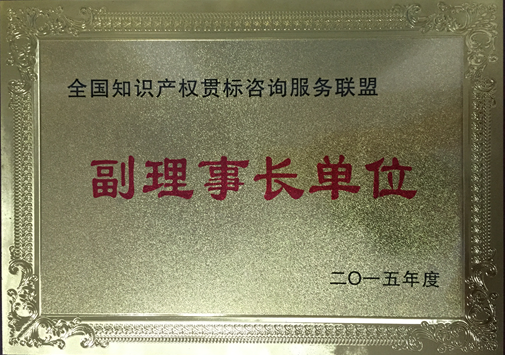 全国知识产权贯标咨询服务联盟
副理事长单位
二〇一五年度